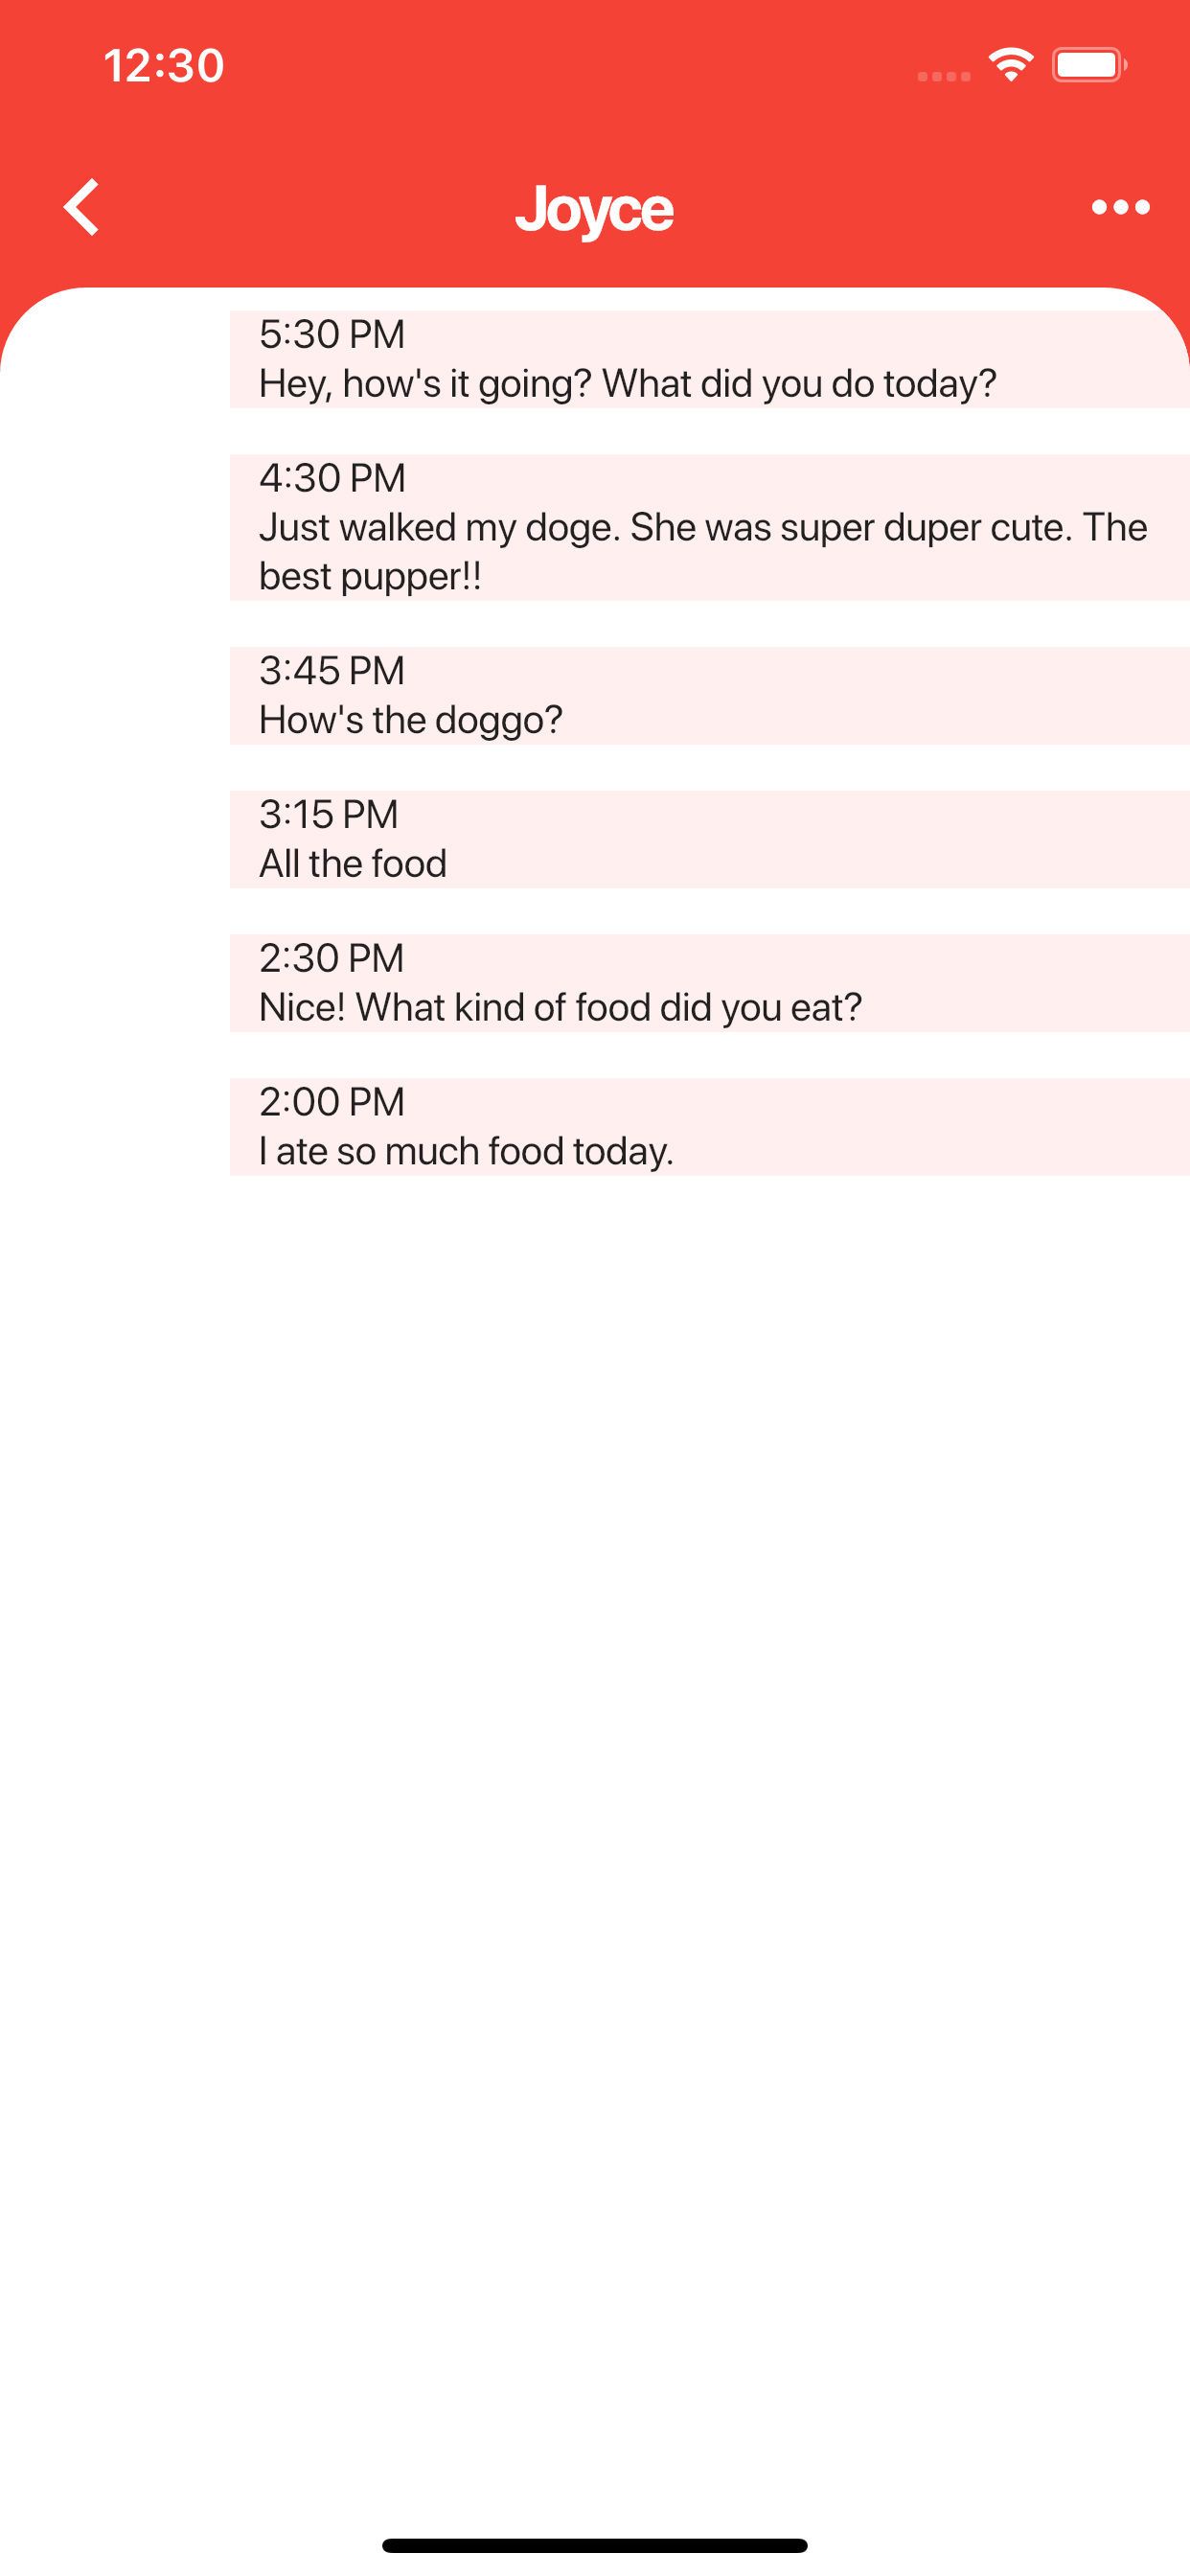 12:30
Joyce
5:30 PM
Hey, how's it going? What did you do today?
4:30 PM
Just walked my doge. She was super duper cute. The
best pupper!!
3:45 PM
How's the doggo?
3:15 PM
All the food
2:30 PM
Nice! What kind of food did you eat?
2:00 PM
I ate so much food today.